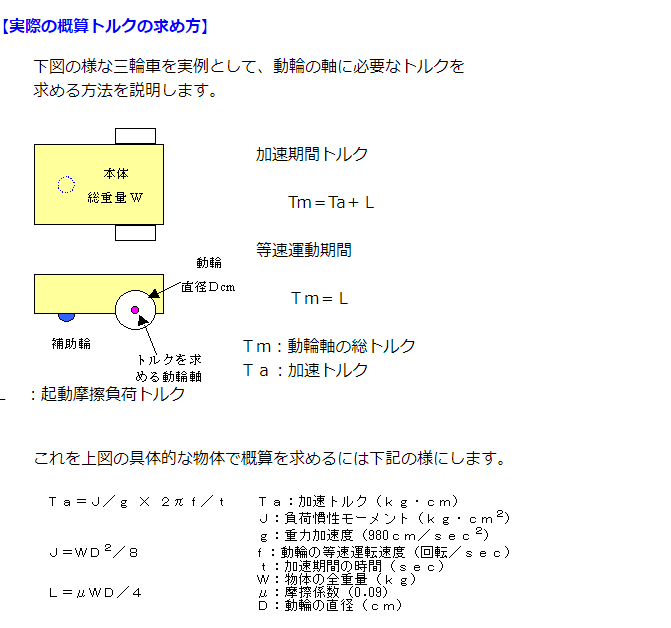 【実際の概算トルクの求め方】
下図の様な三輪車を実例として、動輪の軸に必要なトルクを
求める方法を説明します。
本体
総重量W
加速期間トルク
Tm=Ta+L
等速運動期間
Tm=L
動輪
直径Dcm
補助輪
トルクを求
める動輪軸
Tm:動輪軸の総トルク
Ta:加速トルク
L :起動摩擦負荷トルク
これを上図の具体的な物体で概算を求めるには下記の様にします。
Ta=J/g × 2πf/t
J=WD²/8
L=μWD/4
Ta:加速トルク(kg・cm)
J:負荷慣性モーメント(kg・cm²)
g:重力加速度(980cm/sec²)
f:動輪の等速運転速度(回転/sec)
t:加速期間の時間(sec)
W:物体の全重量(kg)
μ:摩擦係数(0.09)
D:動輪の直径(cm)